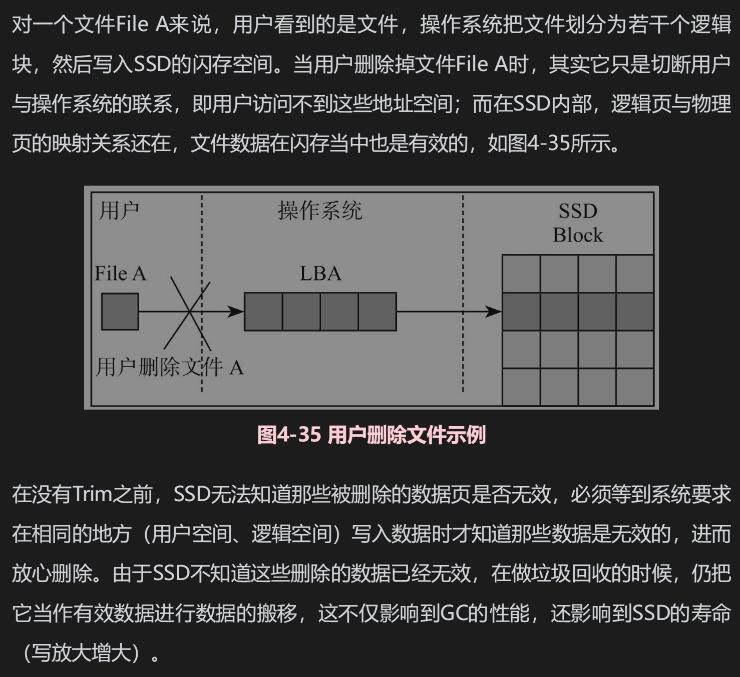 对一个文件File A来说，用户看到的是文件，操作系统把文件划分为若干个逻辑
块，然后写入SSD的闪存空间。当用户删除掉文件File A时，其实它只是切断用户
与操作系统的联系，即用户访问不到这些地址空间；而在SSD内部，逻辑页与物理
页的映射关系还在，文件数据在闪存当中也是有效的，如图4-35所示。
用户
操作系统
SSD
Block
File A
LBA
用户删除文件 A
图4-35 用户删除文件示例
在没有Trim之前，SSD无法知道那些被删除的数据页是否无效，必须等到系统要求
在相同的地方（用户空间、逻辑空间）写入数据时才知道那些数据是无效的，进而
放心删除。由于SSD不知道这些删除的数据已经无效，在做垃圾回收的时候，仍把
它当作有效数据进行数据的搬移，这不仅影响到GC的性能，还影响到SSD的寿命
（写放大增大）。